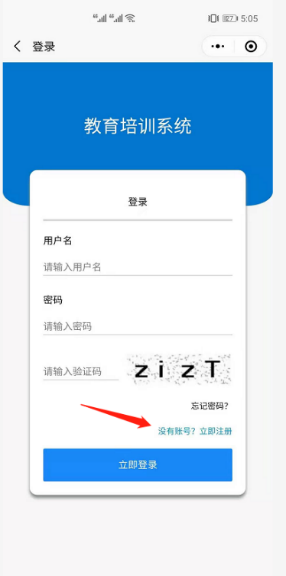 5:05
登录
教育培训系统
登录
用户名
请输入用户名
密码
请输入密码
请输入验证码 zizT
忘记密码?
没有账号? 立即注册
立即登录